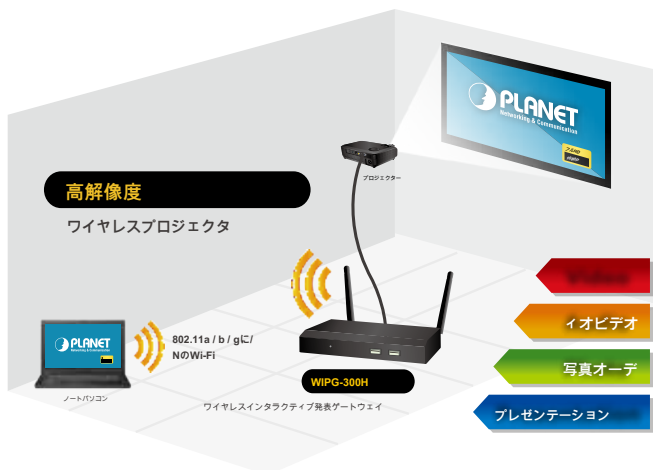 PLANET
Networking & Communication
プロジェクター
高解像度
ワイヤレスプロジェクタ
ィオビデオ
802.11a / b / gに/
NのWi-Fi
写真オーデ
PLANET
Networking & Communication
WIPG-300H
ノートパソコン
ワイヤレスインタラクティブ発表ゲートウェイ
プレゼンテーション